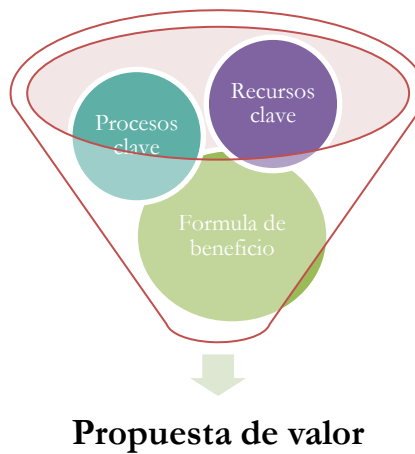 Recursos
clave
Procesos
clave
Formula de
beneficio
Propuesta de valor